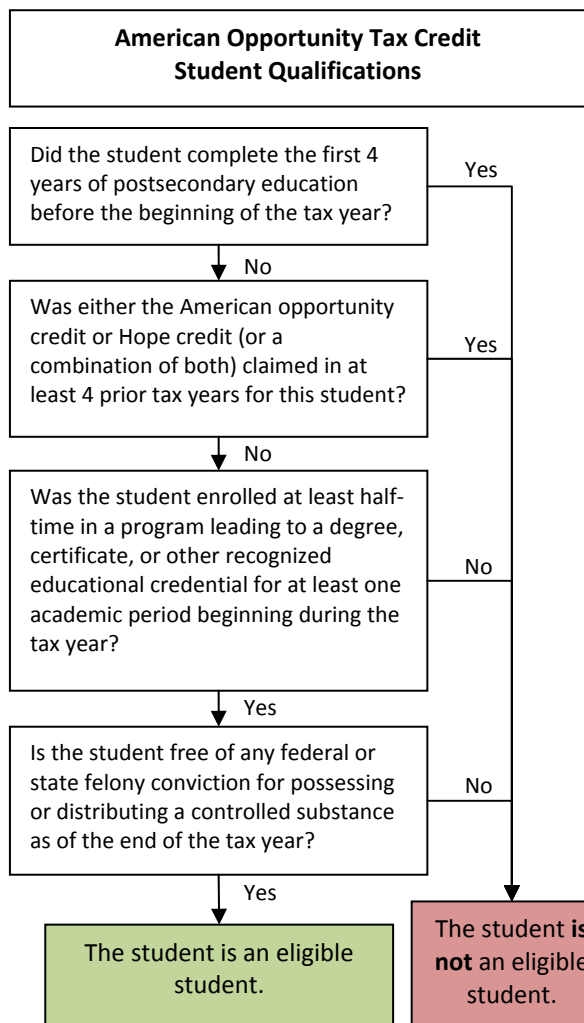 American Opportunity Tax Credit
Student Qualifications
Did the student complete the first 4
years of postsecondary education
before the beginning of the tax year?
Yes
No
Was either the American opportunity
credit or Hope credit (or a
combination of both) claimed in at
least 4 prior tax years for this student?
Yes
No
Was the student enrolled at least half-
time in a program leading to a degree,
certificate, or other recognized
educational credential for at least one
academic period beginning during the
tax year?
No
Yes
Is the student free of any federal or
state felony conviction for possessing
or distributing a controlled substance
as of the end of the tax year?
No
Yes
The student is an eligible
student.
The student is
not an eligible
student.